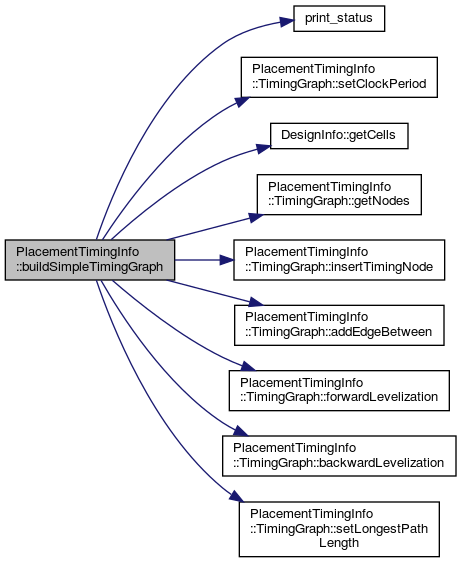 print_status
PlacementTimingInfo
::TimingGraph::setClockPeriod
DesignInfo::getCells
PlacementTimingInfo
::TimingGraph::getNodes
PlacementTimingInfo
::buildSimpleTimingGraph
PlacementTimingInfo
::TimingGraph::insertTimingNode
PlacementTimingInfo
::TimingGraph::addEdgeBetween
PlacementTimingInfo
::TimingGraph::forwardLevelization
PlacementTimingInfo
::TimingGraph::backwardLevelization
PlacementTimingInfo
::TimingGraph::setLongestPath
Length